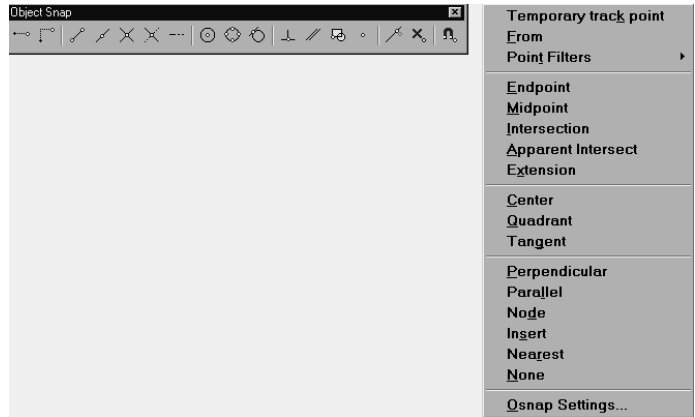 Object Snap
Temporary track point
From
Point Filters
Endpoint
Midpoint
Intersection
Apparent Intersect
Extension
Center
Quadrant
Tangent
Perpendicular
Parallel
Node
Insert
Nearest
None
Osnap Settings...